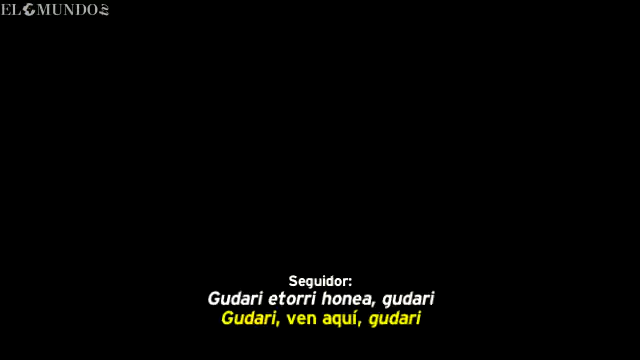 EL MUNDO
Seguidor:
Gudari etorri honea, gudari
Gudari, ven aquí, gudari